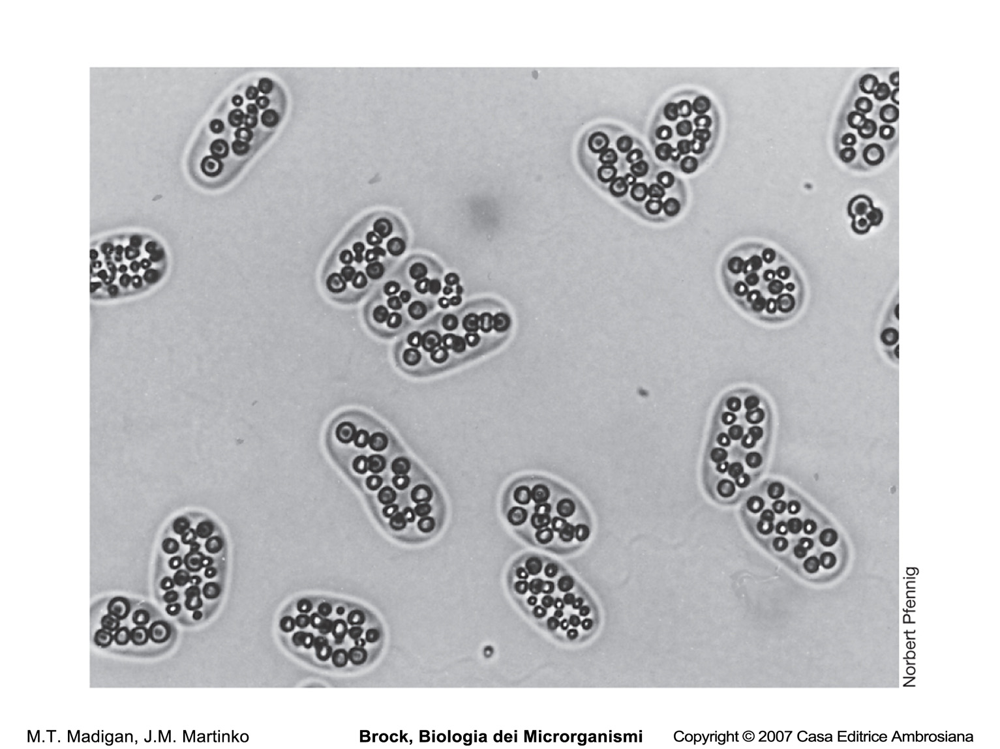 Norbert Pfennig
M.T. Madigan, J.M. Martinko
Brock, Biologia dei Microrganismi
Copyright © 2007 Casa Editrice Ambrosiana